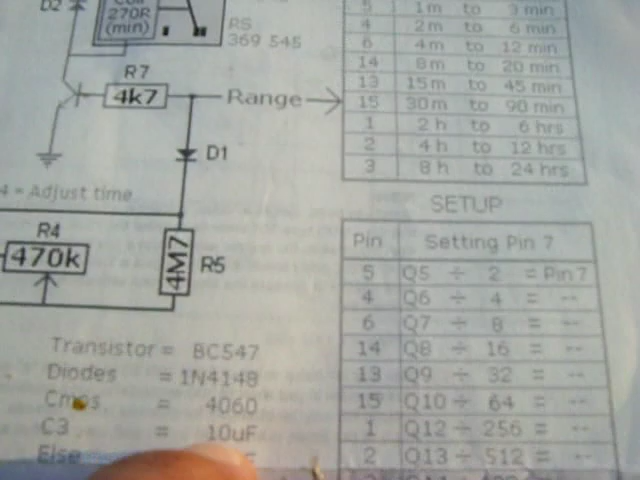 D2
Coil
270R
(min)
RS
369 545
5 1m to 3 min
4 2m to 6 min
6 4m to 12 min
14 8m to 20 min
13 15m to 45 min
15 30m to 90 min
1 2h to 6 hrs
2 4h to 12 hrs
3 8h to 24 hrs
R7
4k7
Range
D1
4 = Adjust time
R4
470k
4M7
R5
SETUP
Pin Setting Pin 7
5 Q5 ÷ 2 = Pin7
4 Q6 ÷ 4 = --
6 Q7 ÷ 8 = --
14 Q8 ÷ 16 = --
13 Q9 ÷ 32 = --
15 Q10 ÷ 64 = --
1 Q12 ÷ 256 = --
2 Q13 ÷ 512 = --
Transistor = BC547
Diodes = 1N4148
Cmos = 4060
C3 = 10uF
Else